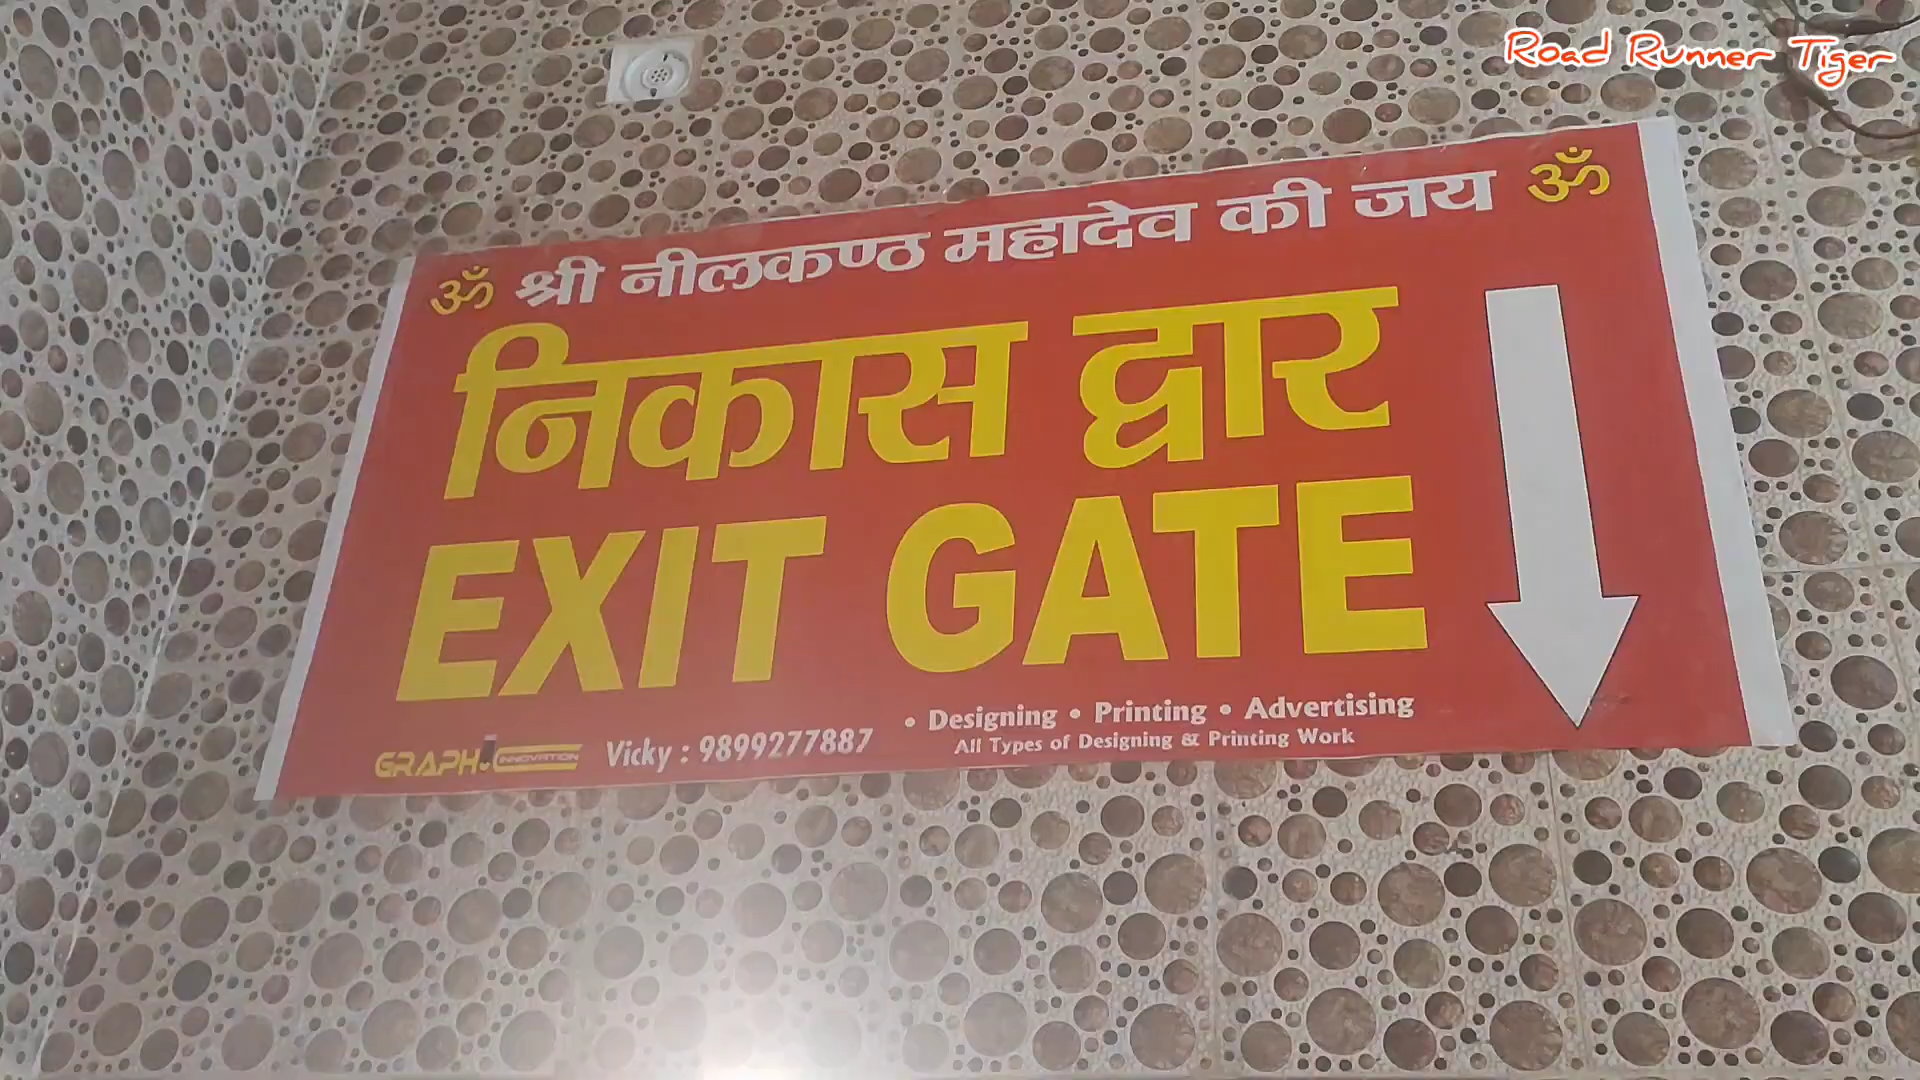 Road Runner Tiger
ॐ श्री नीलकण्ठ महादेव की जय ॐ
निकास द्वार
EXIT GATE
GRAPHIC INNOVATION Vicky : 9899277887
• Designing • Printing • Advertising
All Types of Designing & Printing Work